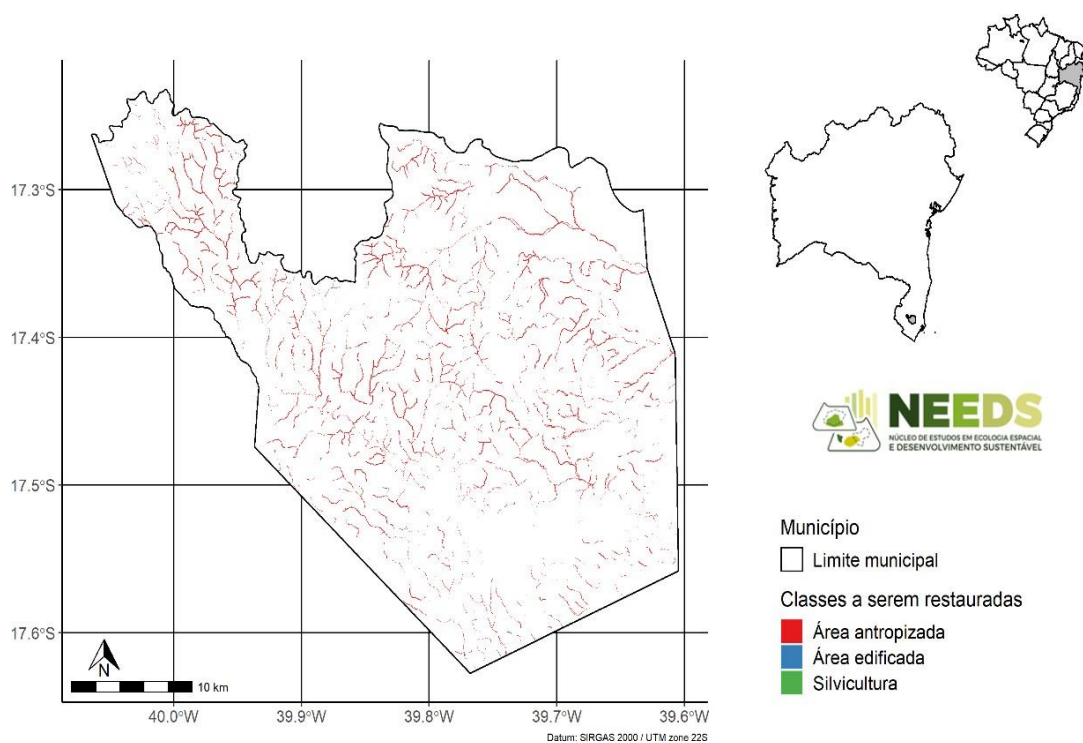 17.3°S
17.4°S
17.5°S
17.6°S
N
10 km
40.0°W
39.9°W
39.8°W
39.7°W
39.6°W
Datum: SIRGAS 2000 / UTM zone 22S
NEEDS
NÚCLEO DE ESTUDOS EM ECOLOGIA ESPACIAL
E DESENVOLVIMENTO SUSTENTÁVEL
Município
Limite municipal
Classes a serem restauradas
Área antropizada
Área edificada
Silvicultura